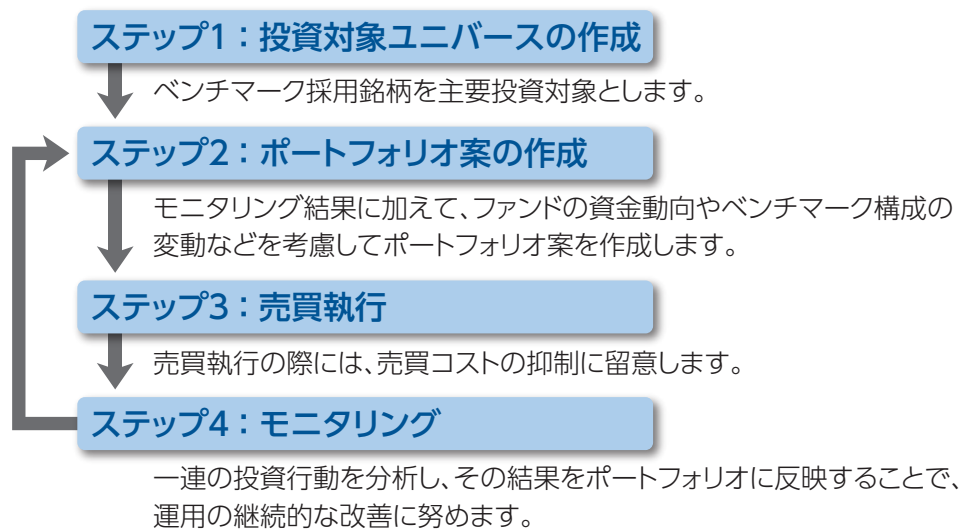 ステップ1：投資対象ユニバースの作成
ベンチマーク採用銘柄を主要投資対象とします。
ステップ2：ポートフォリオ案の作成
モニタリング結果に加えて、ファンドの資金動向やベンチマーク構成の
変動などを考慮してポートフォリオ案を作成します。
ステップ3：売買執行
売買執行の際には、売買コストの抑制に留意します。
ステップ4：モニタリング
一連の投資行動を分析し、その結果をポートフォリオに反映することで、
運用の継続的な改善に努めます。